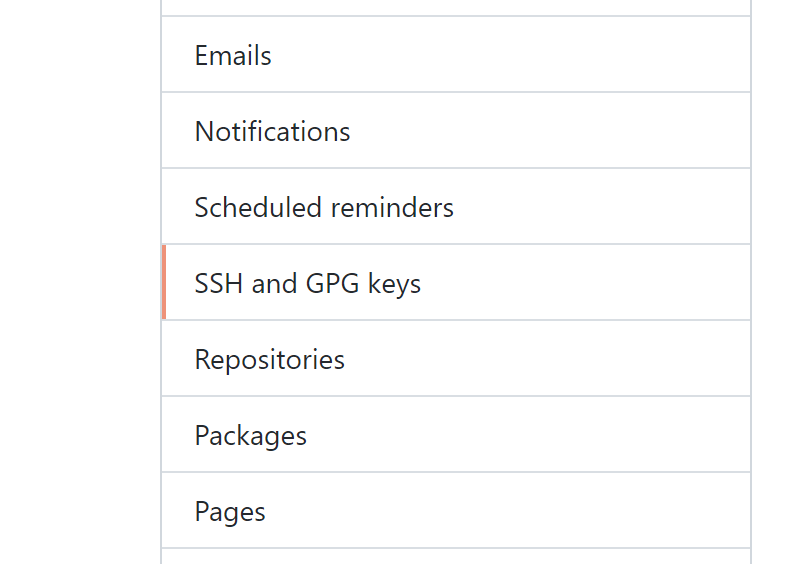 Emails
Notifications
Scheduled reminders
SSH and GPG keys
Repositories
Packages
Pages